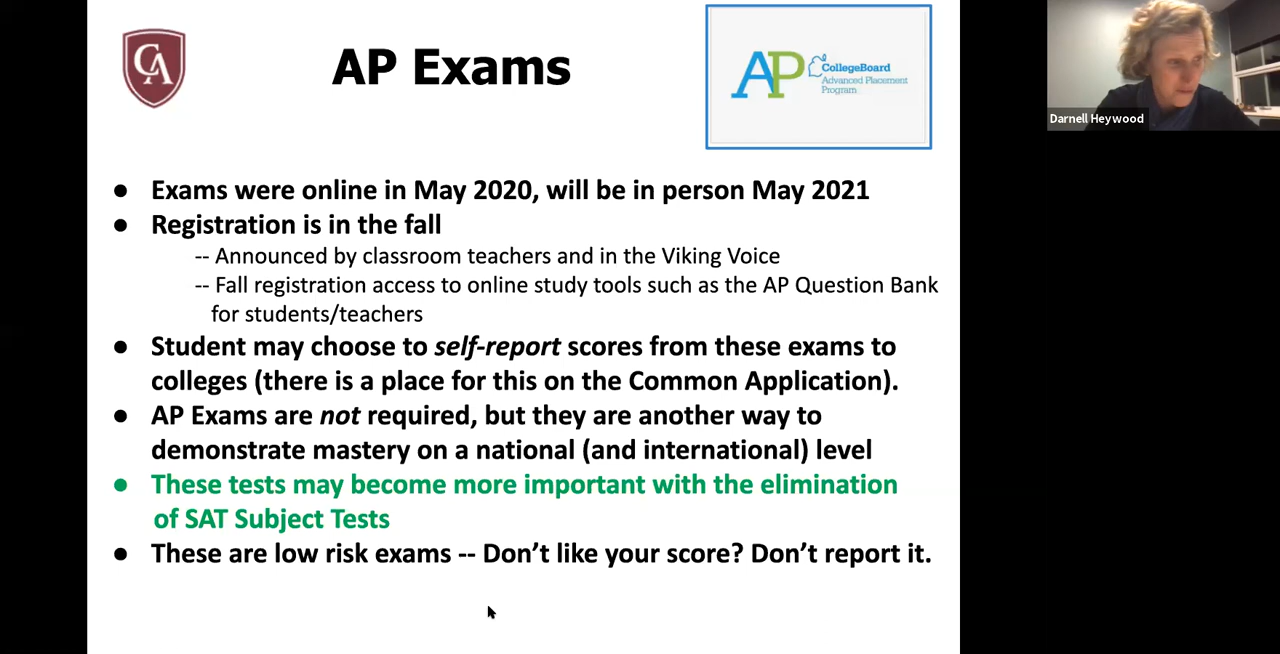 CA
AP Exams
AP CollegeBoard
Advanced Placement
Program
Darnell Heywood
● Exams were online in May 2020, will be in person May 2021
● Registration is in the fall
-- Announced by classroom teachers and in the Viking Voice
-- Fall registration access to online study tools such as the AP Question Bank
for students/teachers
● Student may choose to self-report scores from these exams to
colleges (there is a place for this on the Common Application).
● AP Exams are not required, but they are another way to
demonstrate mastery on a national (and international) level
● These tests may become more important with the elimination
of SAT Subject Tests
● These are low risk exams -- Don’t like your score? Don’t report it.